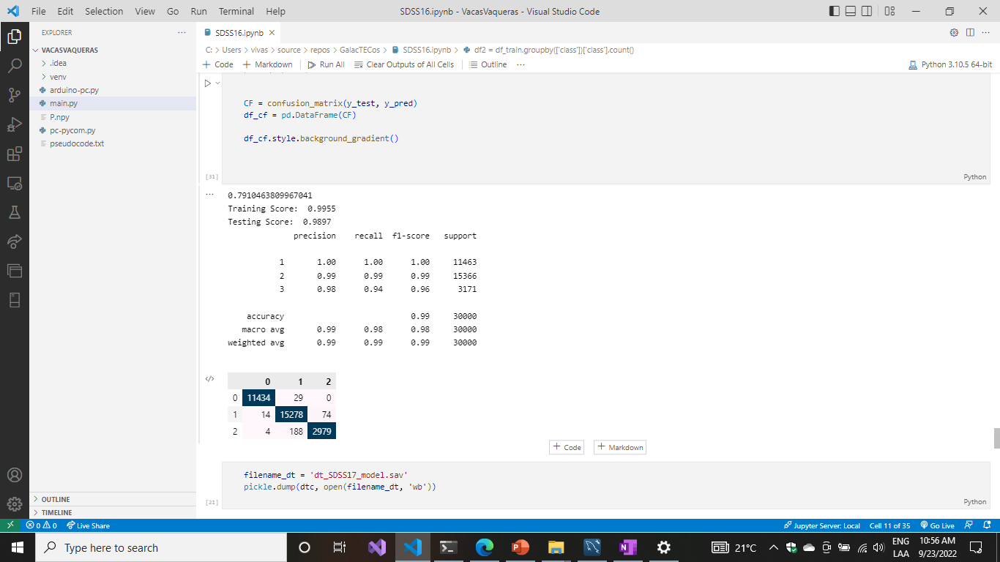 File Edit Selection View Go Run Terminal Help SDSS16.ipynb - VacasVaqueras - Visual Studio Code
EXPLORER
SDSS16.ipynb
VACASVAQUERAS
.idea
venv
arduino-pc.py
main.py
P.npy
pc-pycom.py
pseudocode.txt
OUTLINE
TIMELINE
C: > Users > vivas > source > repos > GalacTECos > SDSS16.ipynb > df2 = df_train.groupby(['class'])['class'].count()
+ Code + Markdown Run All Clear Outputs of All Cells Outline ... Python 3.10.5 64-bit
CF = confusion_matrix(y_test, y_pred)
df_cf = pd.DataFrame(CF)
df_cf.style.background_gradient()
[31] Python
0.7910463809967041
Training Score: 0.9955
Testing Score: 0.9897
precision recall f1-score support
1 1.00 1.00 1.00 11463
2 0.99 0.99 0.99 15366
3 0.98 0.94 0.96 3171
accuracy 0.99 30000
macro avg 0.99 0.98 0.98 30000
weighted avg 0.99 0.99 0.99 30000
0 1 2
0 11434 29 0
1 14 15278 74
2 4 188 2979
+ Code + Markdown
filename_dt = 'dt_SDSS17_model.sav'
pickle.dump(dtc, open(filename_dt, 'wb'))
[21] Python
0 0 Live Share Jupyter Server: Local Cell 11 of 35 Go Live
Type here to search 21°C ENG 10:56 AM
LAA 9/23/2022